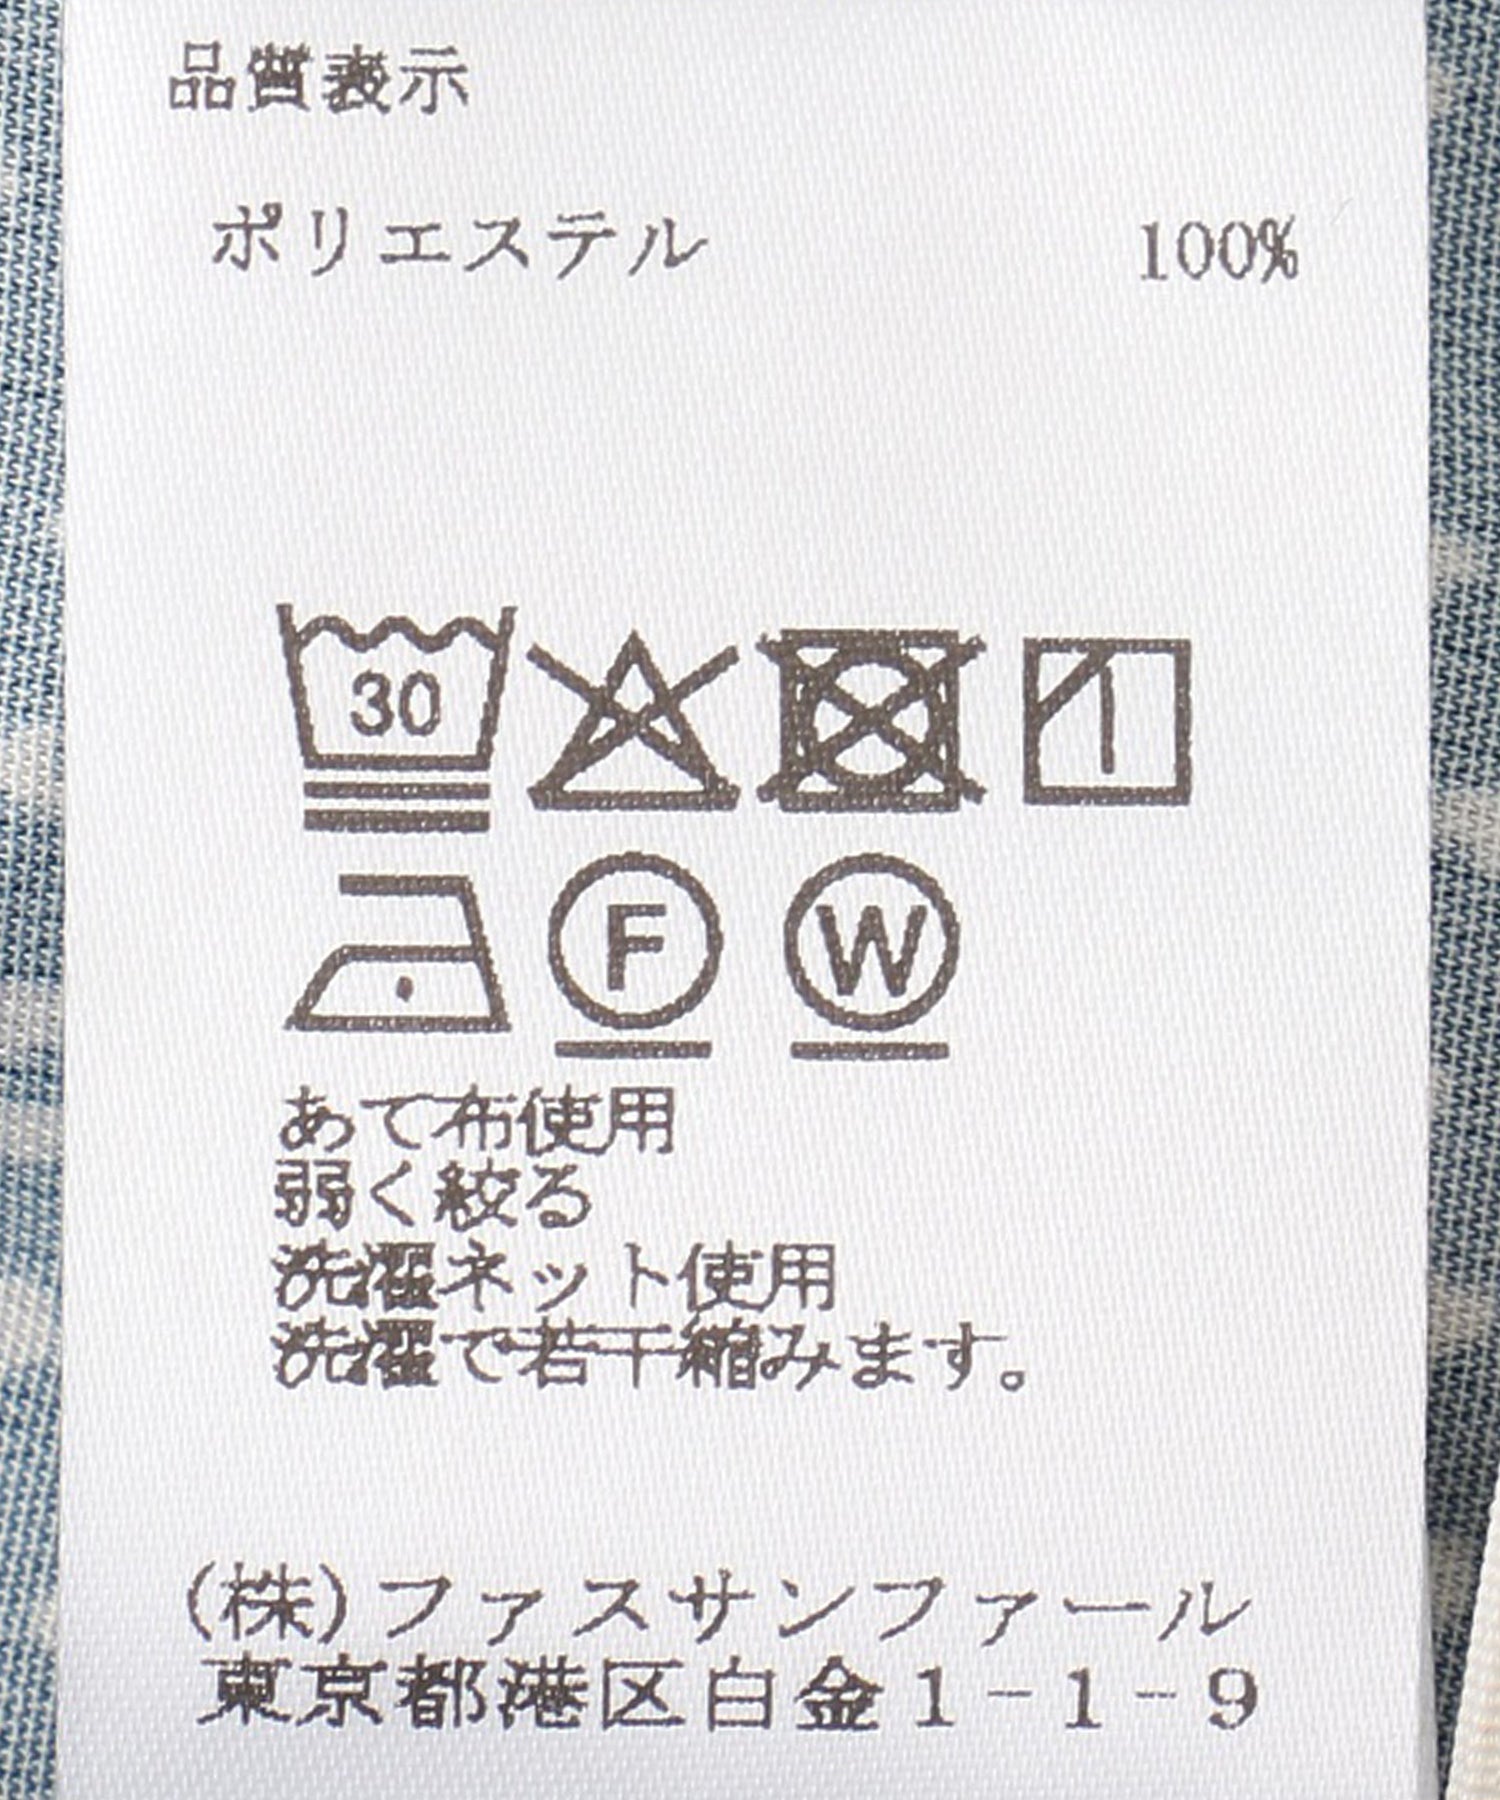 品質表示
ポリエステル 100%
30
F W
あて布使用
弱く絞る
洗濯ネット使用
洗濯で若干縮みます。
(株)ファスサンファール
東京都港区白金1-1-9